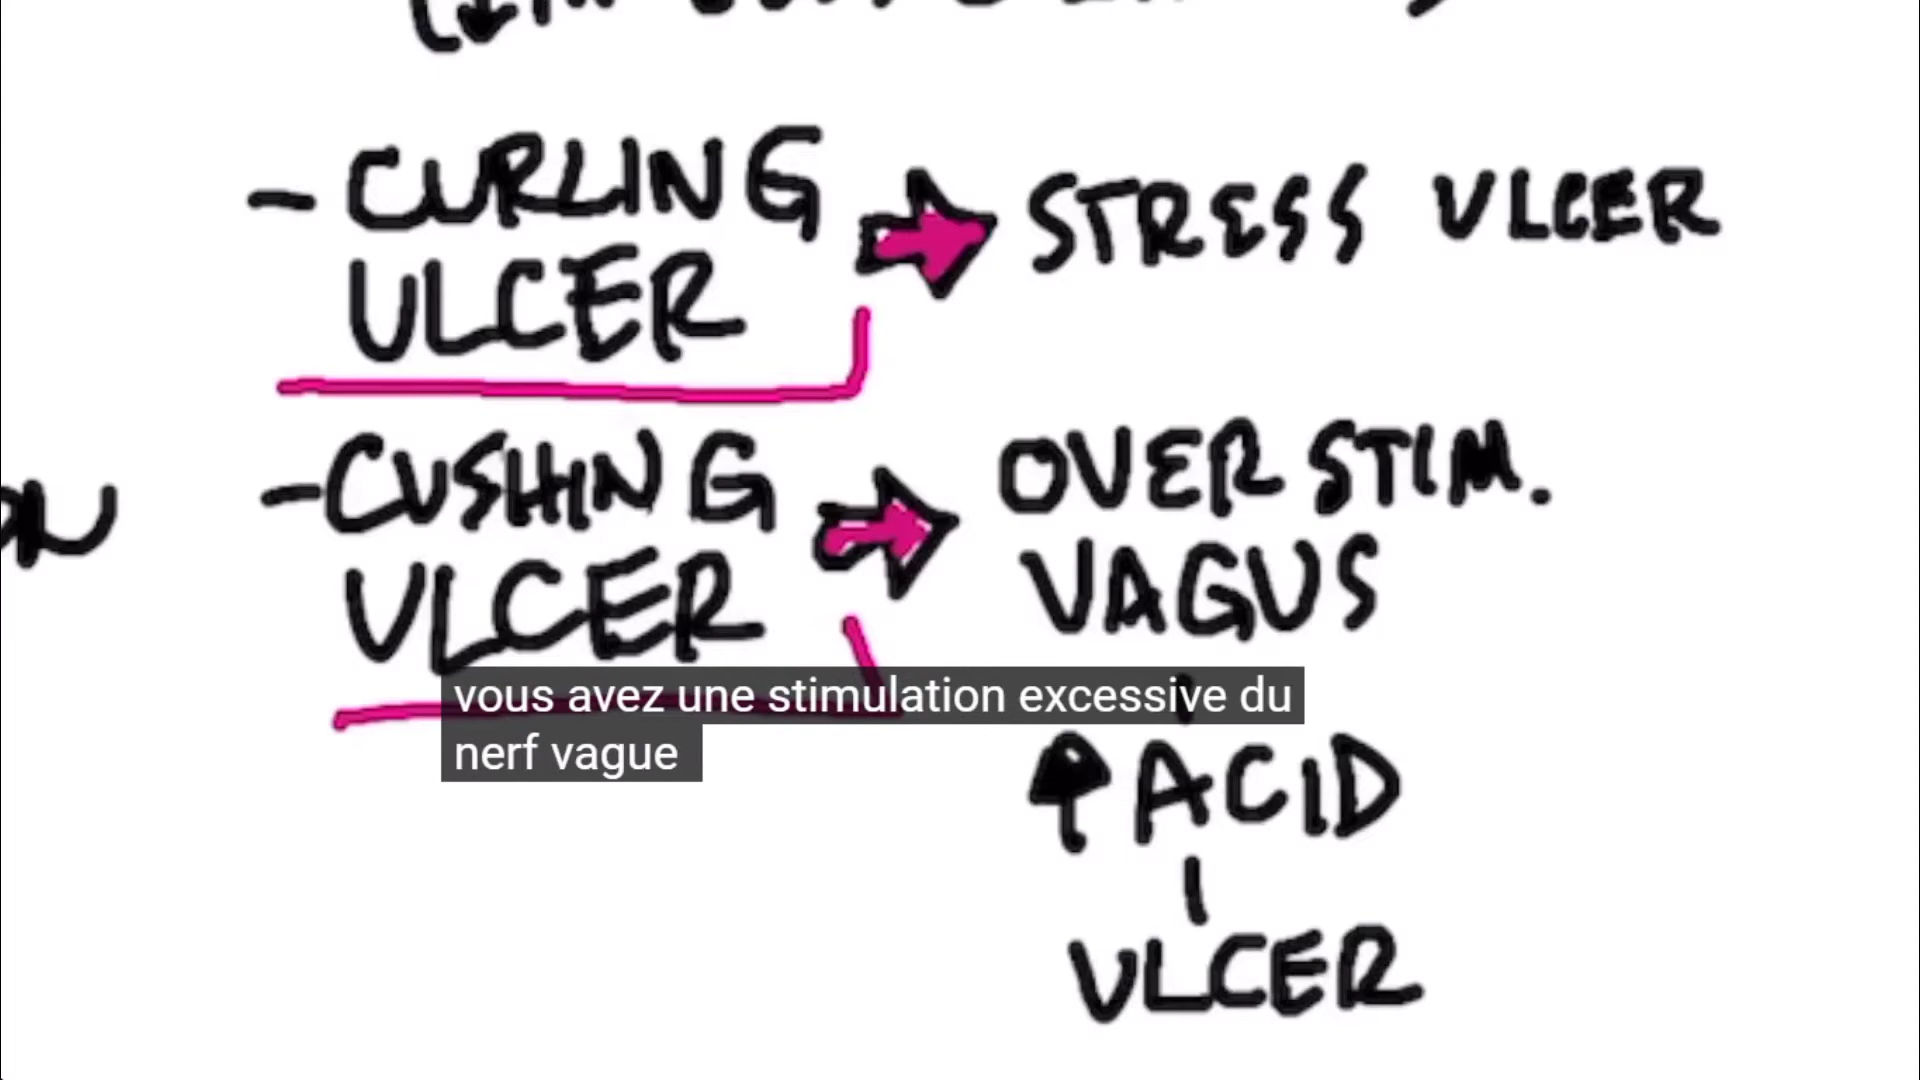 - CURLING
ULCER
STRESS ULCER
- CUSHING
ULCER
OVER STIM.
VAGUS
ACID
ULCER
vous avez une stimulation excessive du
nerf vague